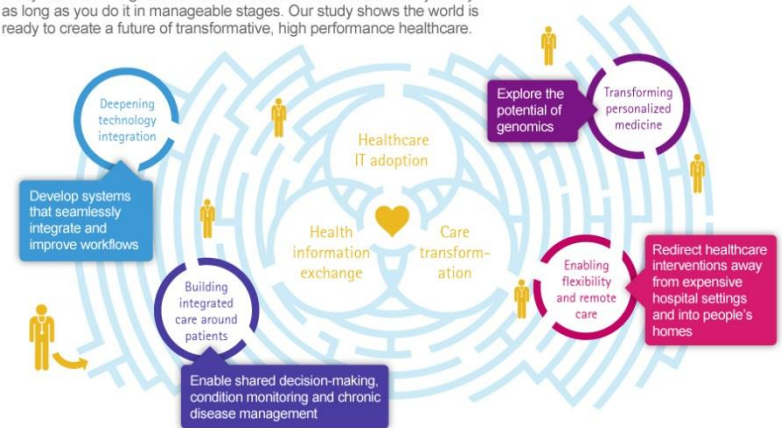 as long as you do it in manageable stages. Our study shows the world is
ready to create a future of transformative, high performance healthcare.
Deepening
technology
integration
Develop systems
that seamlessly
integrate and
improve workflows
Explore the
potential of
genomics
Transforming
personalized
medicine
Healthcare
IT adoption
Health
information
exchange
Care
transform-
ation
Building
integrated
care around
patients
Enable shared decision-making,
condition monitoring and chronic
disease management
Enabling
flexibility
and remote
care
Redirect healthcare
interventions away
from expensive
hospital settings
and into people's
homes